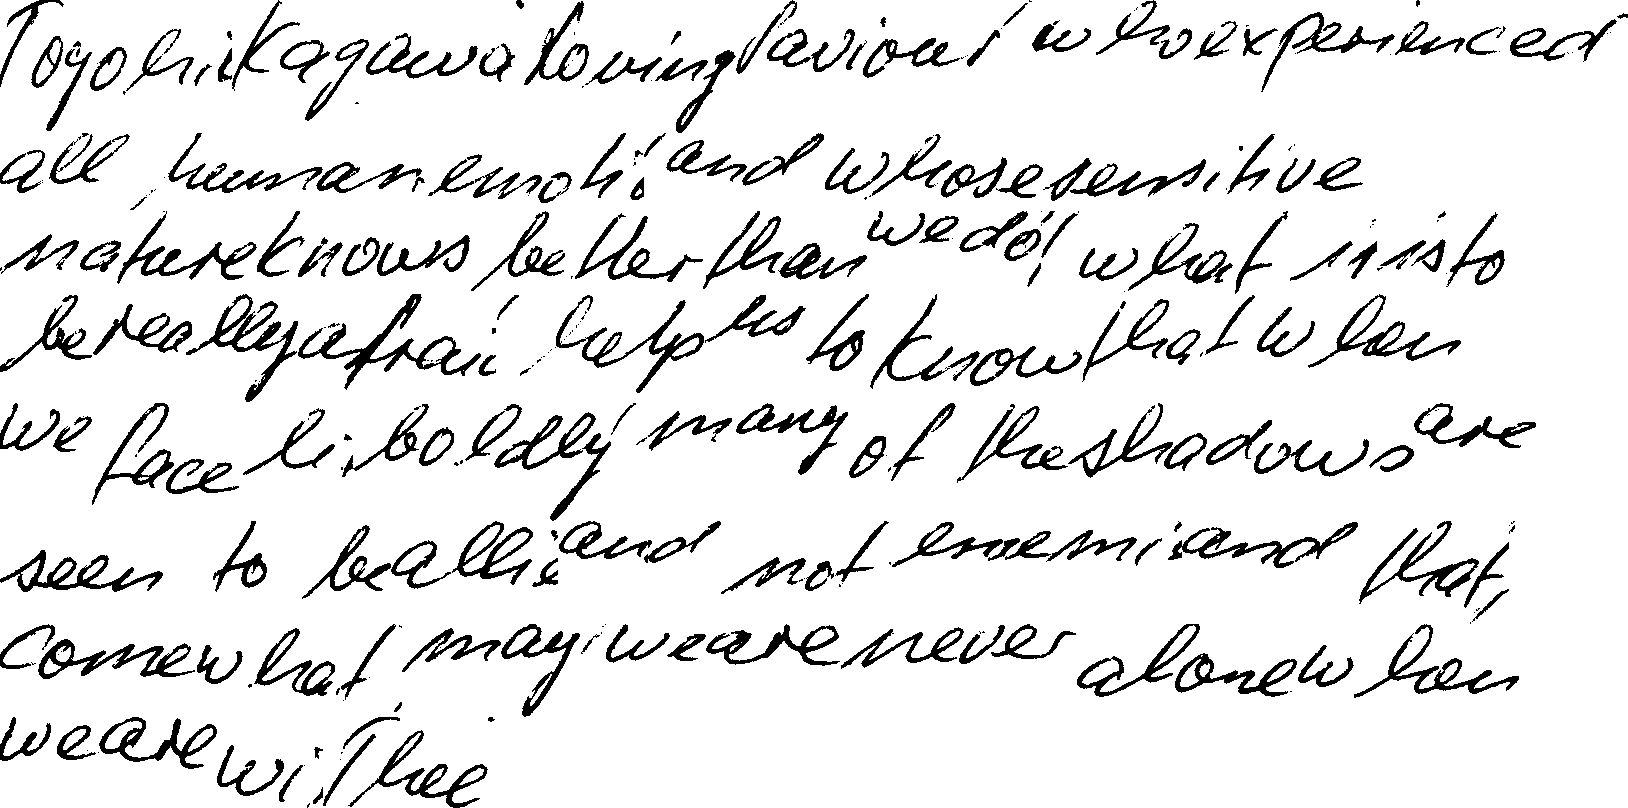 Toyohik Kagawa Loving Saviour who experienced
all human emoti. and whose sensitive
nature knows better than we do! what it is to
be really afrai help us to know that when
we face li. boldly many of the shadows are
seen to be allie and not enemi. and that,
come what may we are never alone when
we are wi. Thee